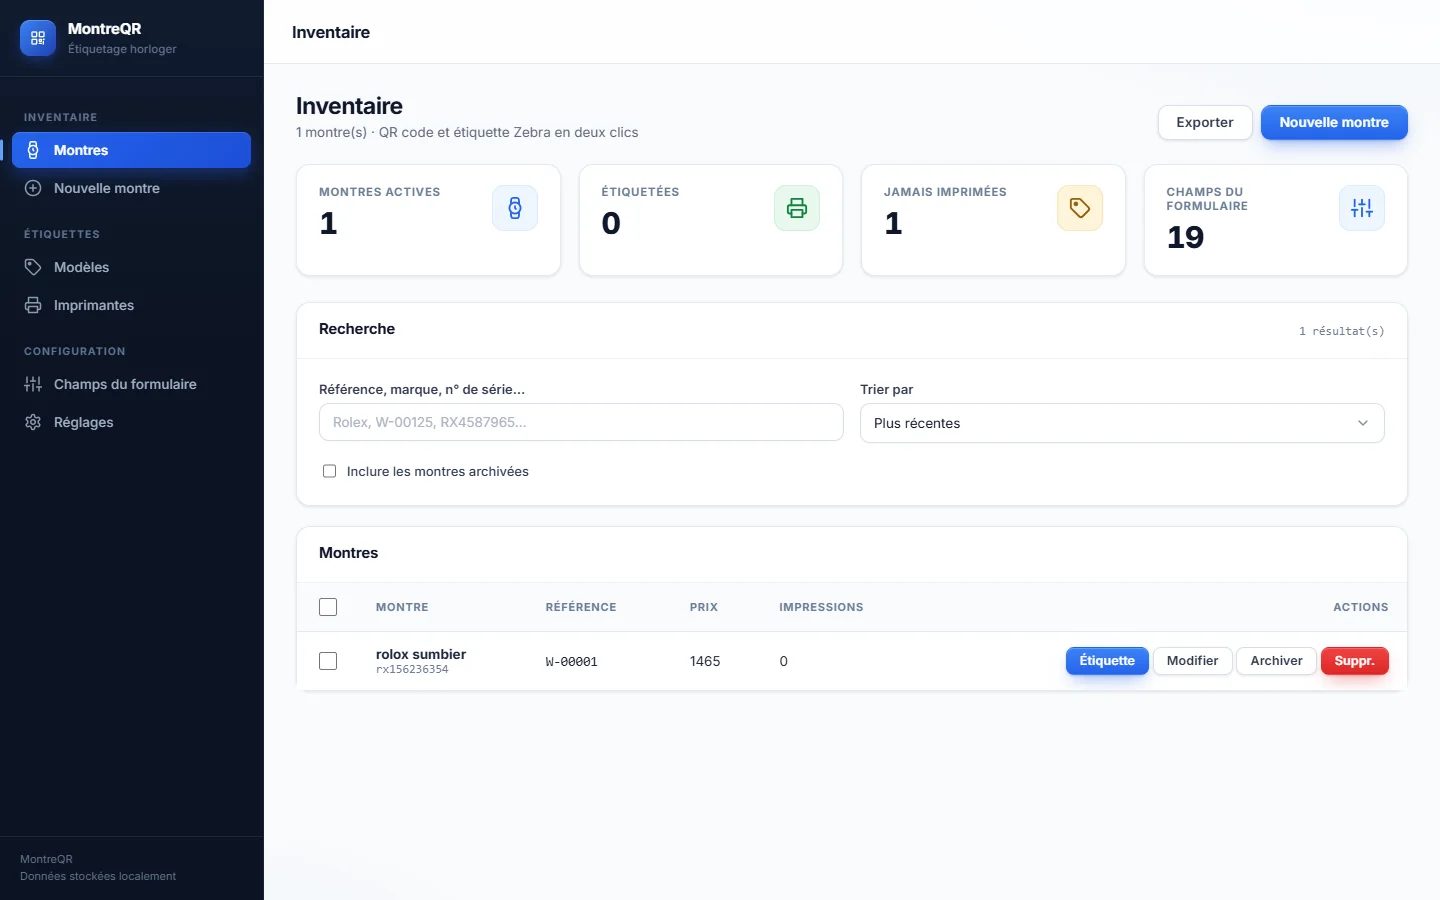 MontreQR
Étiquetage horloger
INVENTAIRE
Montres
Nouvelle montre
ÉTIQUETTES
Modèles
Imprimantes
CONFIGURATION
Champs du formulaire
Réglages
MontreQR
Données stockées localement
Inventaire
Inventaire
1 montre(s) · QR code et étiquette Zebra en deux clics
Exporter
Nouvelle montre
MONTRES ACTIVES
1
ÉTIQUETÉES
0
JAMAIS IMPRIMÉES
1
CHAMPS DU
FORMULAIRE
19
Recherche
1 résultat(s)
Référence, marque, n° de série...
Rolex, W-00125, RX4587965...
Trier par
Plus récentes
Inclure les montres archivées
Montres
MONTRE RÉFÉRENCE PRIX IMPRESSIONS ACTIONS
rolox sumbier W-00001 1465 0 Étiquette Modifier Archiver Suppr.
rx156236354